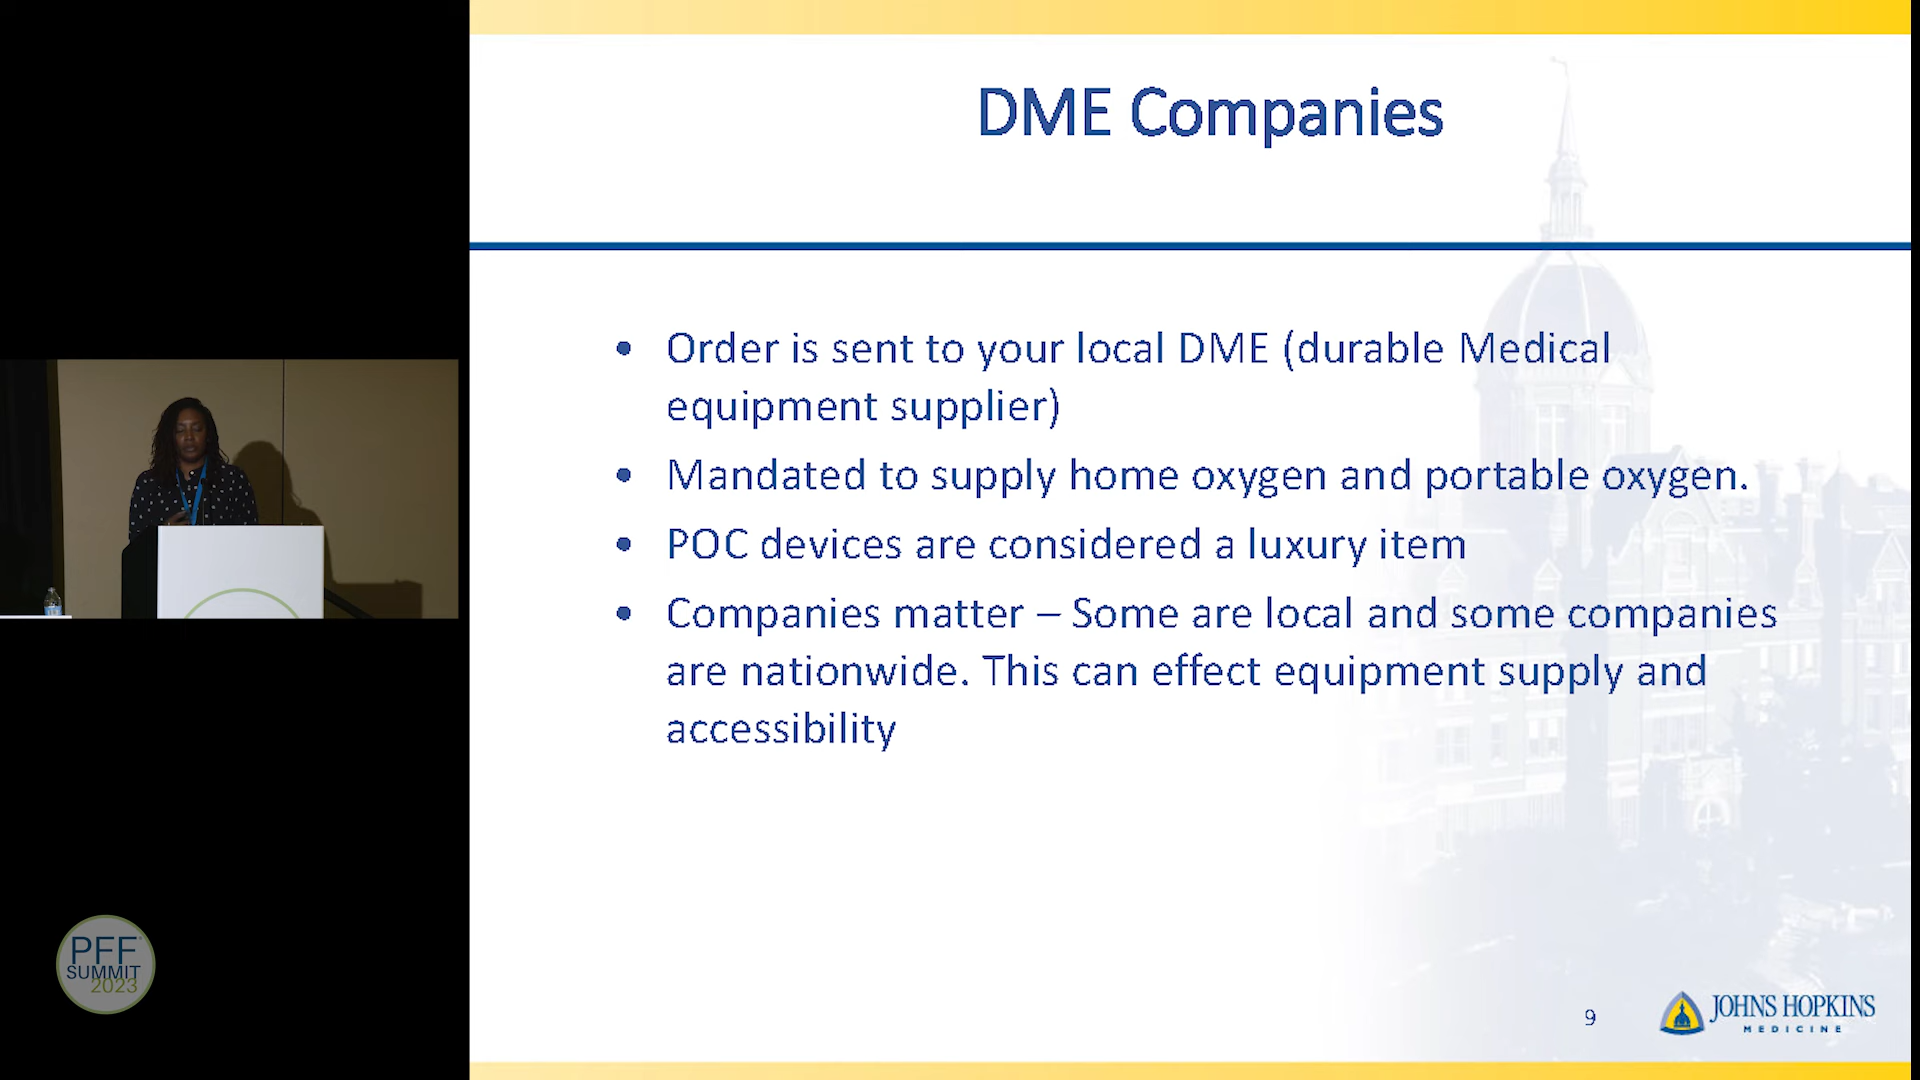 DME Companies
• Order is sent to your local DME (durable Medical
equipment supplier)
• Mandated to supply home oxygen and portable oxygen.
• POC devices are considered a luxury item
• Companies matter – Some are local and some companies
are nationwide. This can effect equipment supply and
accessibility
PFF
SUMMIT
2023
9
JOHNS HOPKINS
MEDICINE